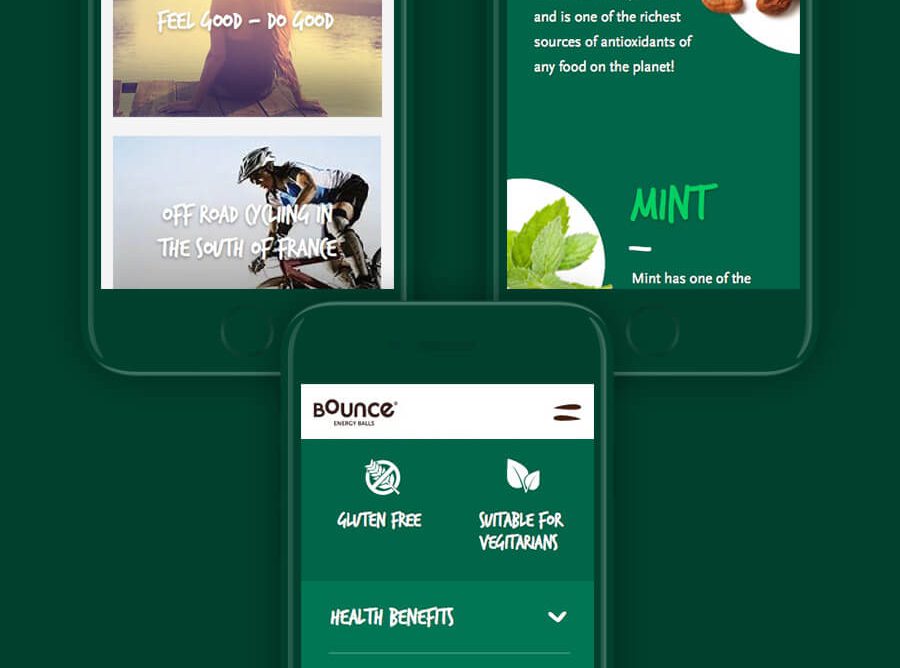 FEEL GOOD – DO GOOD
OFF ROAD CYCLIING IN
THE SOUTH OF FRANCE
and is one of the richest
sources of antioxidants of
any food on the planet!
MINT
Mint has one of the
BOUNCE®
ENERGY BALLS
GLUTEN FREE
SUITABLE FOR
VEGITARIANS
HEALTH BENEFITS